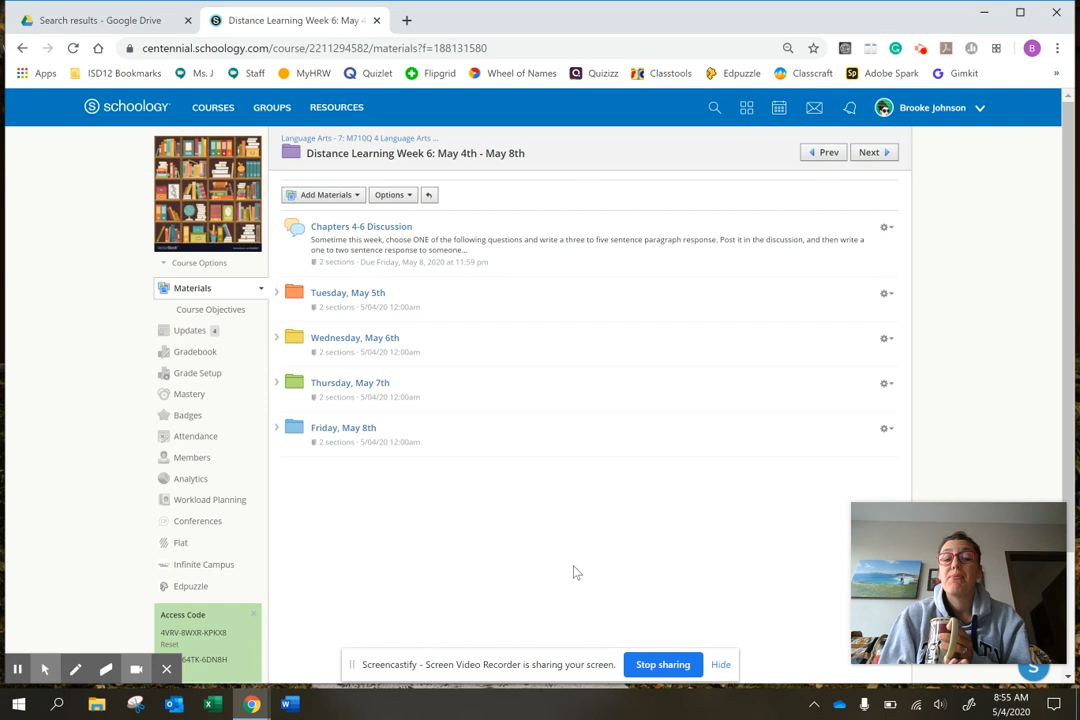 Search results - Google Drive
Distance Learning Week 6: May 4
centennial.schoology.com/course/2211294582/materials?f=188131580
B
Apps
ISD12 Bookmarks
Ms. J
Staff
MyHRW
Quizlet
Flipgrid
Wheel of Names
Quizizz
Classtools
Edpuzzle
Classcraft
Adobe Spark
Gimkit
S schoology
COURSES
GROUPS
RESOURCES
Brooke Johnson
Language Arts - 7: M710Q 4 Language Arts ...
Distance Learning Week 6: May 4th - May 8th
Prev
Next
Add Materials
Options
Chapters 4-6 Discussion
Sometime this week, choose ONE of the following questions and write a three to five sentence paragraph response. Post it in the discussion, and then write a
one to two sentence response to someone...
2 sections · Due Friday, May 8, 2020 at 11:59 pm
Tuesday, May 5th
2 sections · 5/04/20 12:00am
Wednesday, May 6th
2 sections · 5/04/20 12:00am
Thursday, May 7th
2 sections · 5/04/20 12:00am
Friday, May 8th
2 sections · 5/04/20 12:00am
Course Options
Materials
Course Objectives
Updates 4
Gradebook
Grade Setup
Mastery
Badges
Attendance
Members
Analytics
Workload Planning
Conferences
Flat
Infinite Campus
Edpuzzle
Access Code
4VRV-8WXR-KPKX8
Reset
64TK-6DN8H
Screencastify - Screen Video Recorder is sharing your screen.
Stop sharing
Hide
8:55 AM
5/4/2020